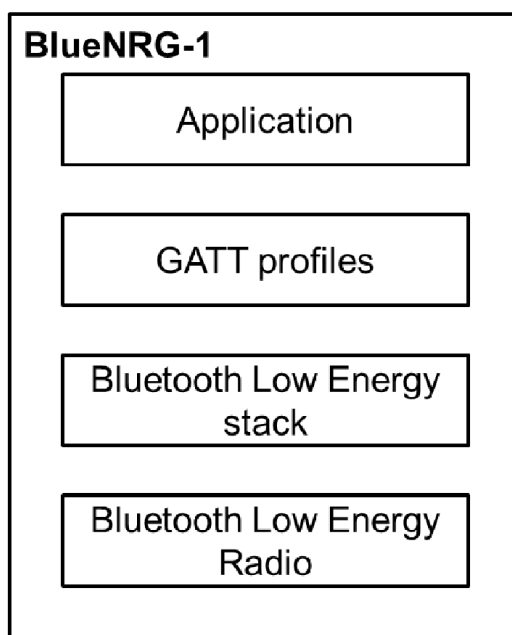 BlueNRG-1
Application
GATT profiles
Bluetooth Low Energy
stack
Bluetooth Low Energy
Radio